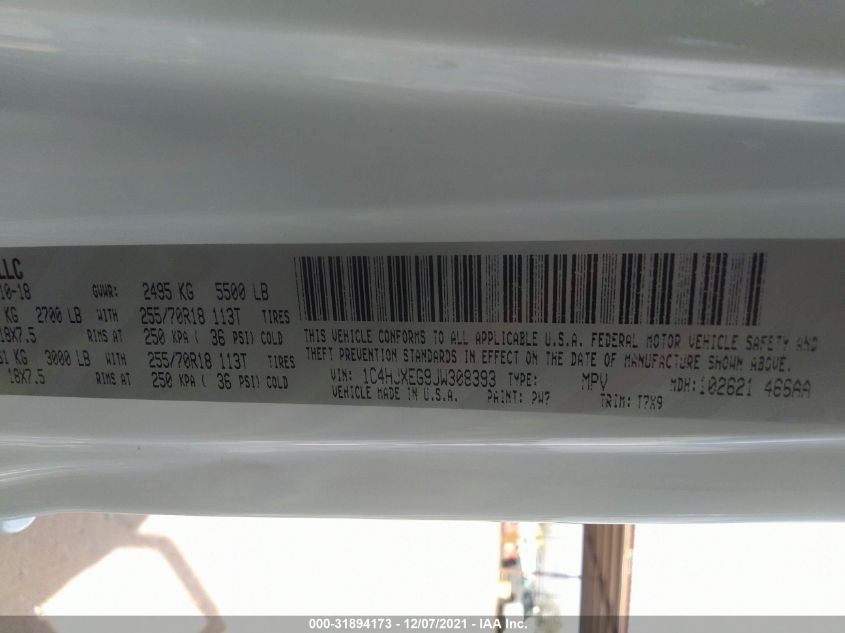 LLC
10-18 GVWR: 2495 KG 5500 LB
KG 2700 LB WITH 255/70R18 113T TIRES
18X7.5 RIMS AT 250 KPA ( 36 PSI) COLD
61 KG 3000 LB WITH 255/70R18 113T TIRES
18X7.5 RIMS AT 250 KPA ( 36 PSI) COLD
THIS VEHICLE CONFORMS TO ALL APPLICABLE U.S.A. FEDERAL MOTOR VEHICLE SAFETY AND
THEFT PREVENTION STANDARDS IN EFFECT ON THE DATE OF MANUFACTURE SHOWN ABOVE.
VIN: 1C4HJXEG9JW308393 TYPE: MPV MDH: 102621 465AA
VEHICLE MADE IN U.S.A. PAINT: PW7 TRIM: T7X9
000-31894173 - 12/07/2021 - IAA Inc.